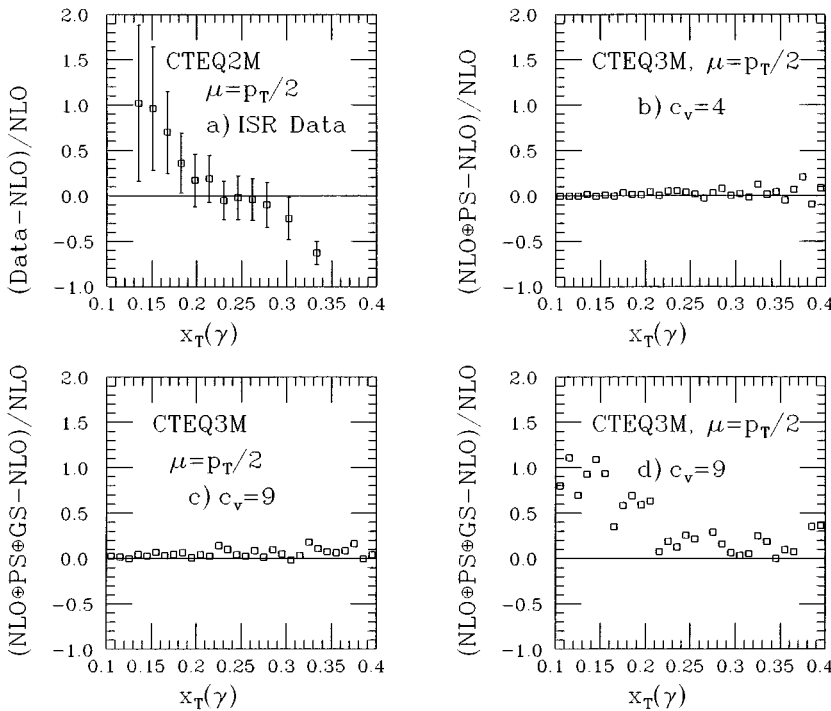 (Data−NLO)/NLO
2.0
1.5
1.0
0.5
0.0
−0.5
−1.0
CTEQ2M
μ=p_T/2
a) ISR Data
0.1 0.15 0.2 0.25 0.3 0.35 0.4
x_T(γ)
(NLO⊕PS−NLO)/NLO
2.0
1.5
1.0
0.5
0.0
−0.5
−1.0
CTEQ3M, μ=p_T/2
b) c_v=4
0.1 0.15 0.2 0.25 0.3 0.35 0.4
x_T(γ)
(NLO⊕PS⊕GS−NLO)/NLO
2.0
1.5
1.0
0.5
0.0
−0.5
−1.0
CTEQ3M
μ=p_T/2
c) c_v=9
0.1 0.15 0.2 0.25 0.3 0.35 0.4
x_T(γ)
(NLO⊕PS⊕GS−NLO)/NLO
2.0
1.5
1.0
0.5
0.0
−0.5
−1.0
CTEQ3M, μ=p_T/2
d) c_v=9
0.1 0.15 0.2 0.25 0.3 0.35 0.4
x_T(γ)